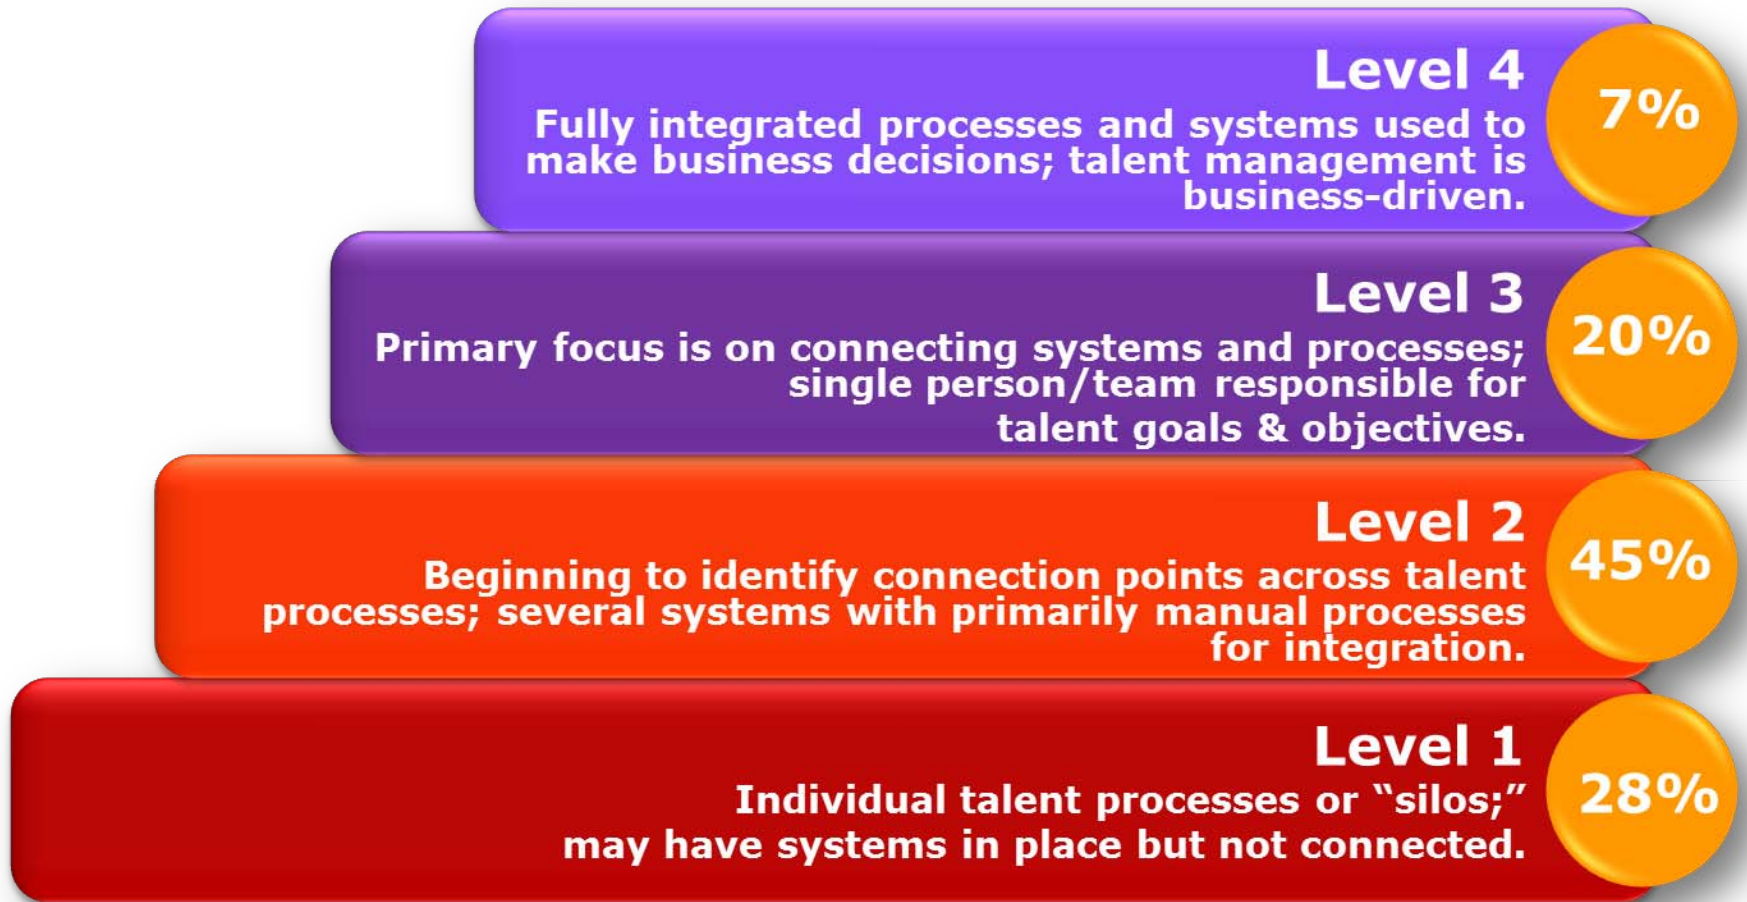 Level 4
7%
Fully integrated processes and systems used to
make business decisions; talent management is
business-driven.
Level 3
20%
Primary focus is on connecting systems and processes;
single person/team responsible for
talent goals & objectives.
Level 2
45%
Beginning to identify connection points across talent
processes; several systems with primarily manual processes
for integration.
Level 1
28%
Individual talent processes or “silos;”
may have systems in place but not connected.